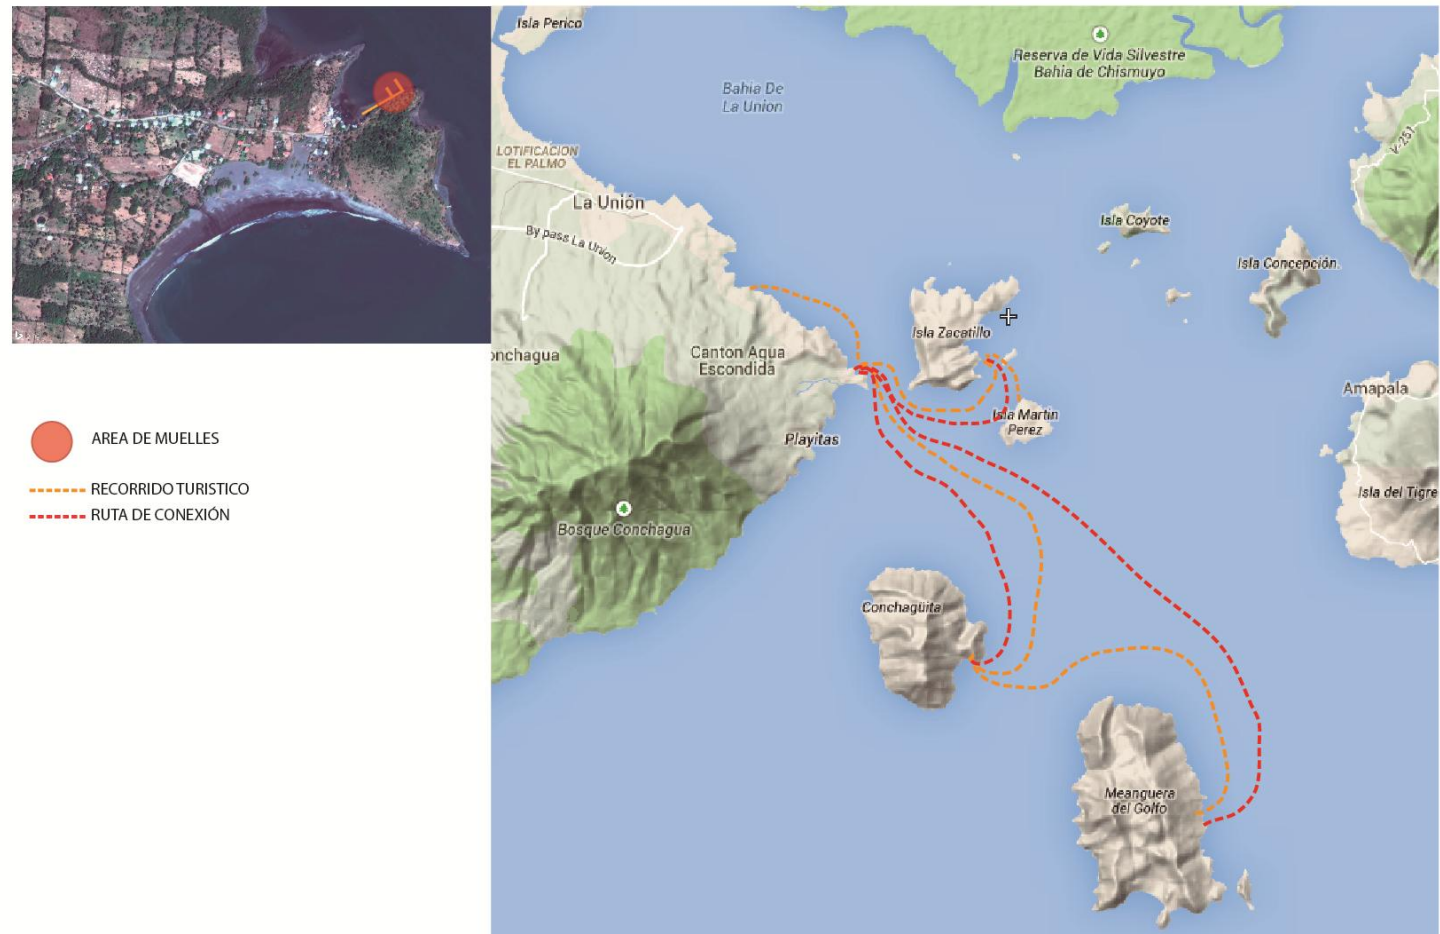 Isla Perico
Reserva de Vida Silvestre
Bahia de Chismuyo
Bahia De
La Union
V-251
LOTIFICACION
EL PALMO
La Unión
By pass La Union
Isla Coyote
Isla Concepción
Isla Zacatillo
onchagua
Canton Agua
Escondida
Amapala
Isla Martin
Perez
Playitas
AREA DE MUELLES
RECORRIDO TURISTICO
RUTA DE CONEXIÓN
Isla del Tigre
Bosque Conchagua
Conchagüita
Meanguera
del Golfo